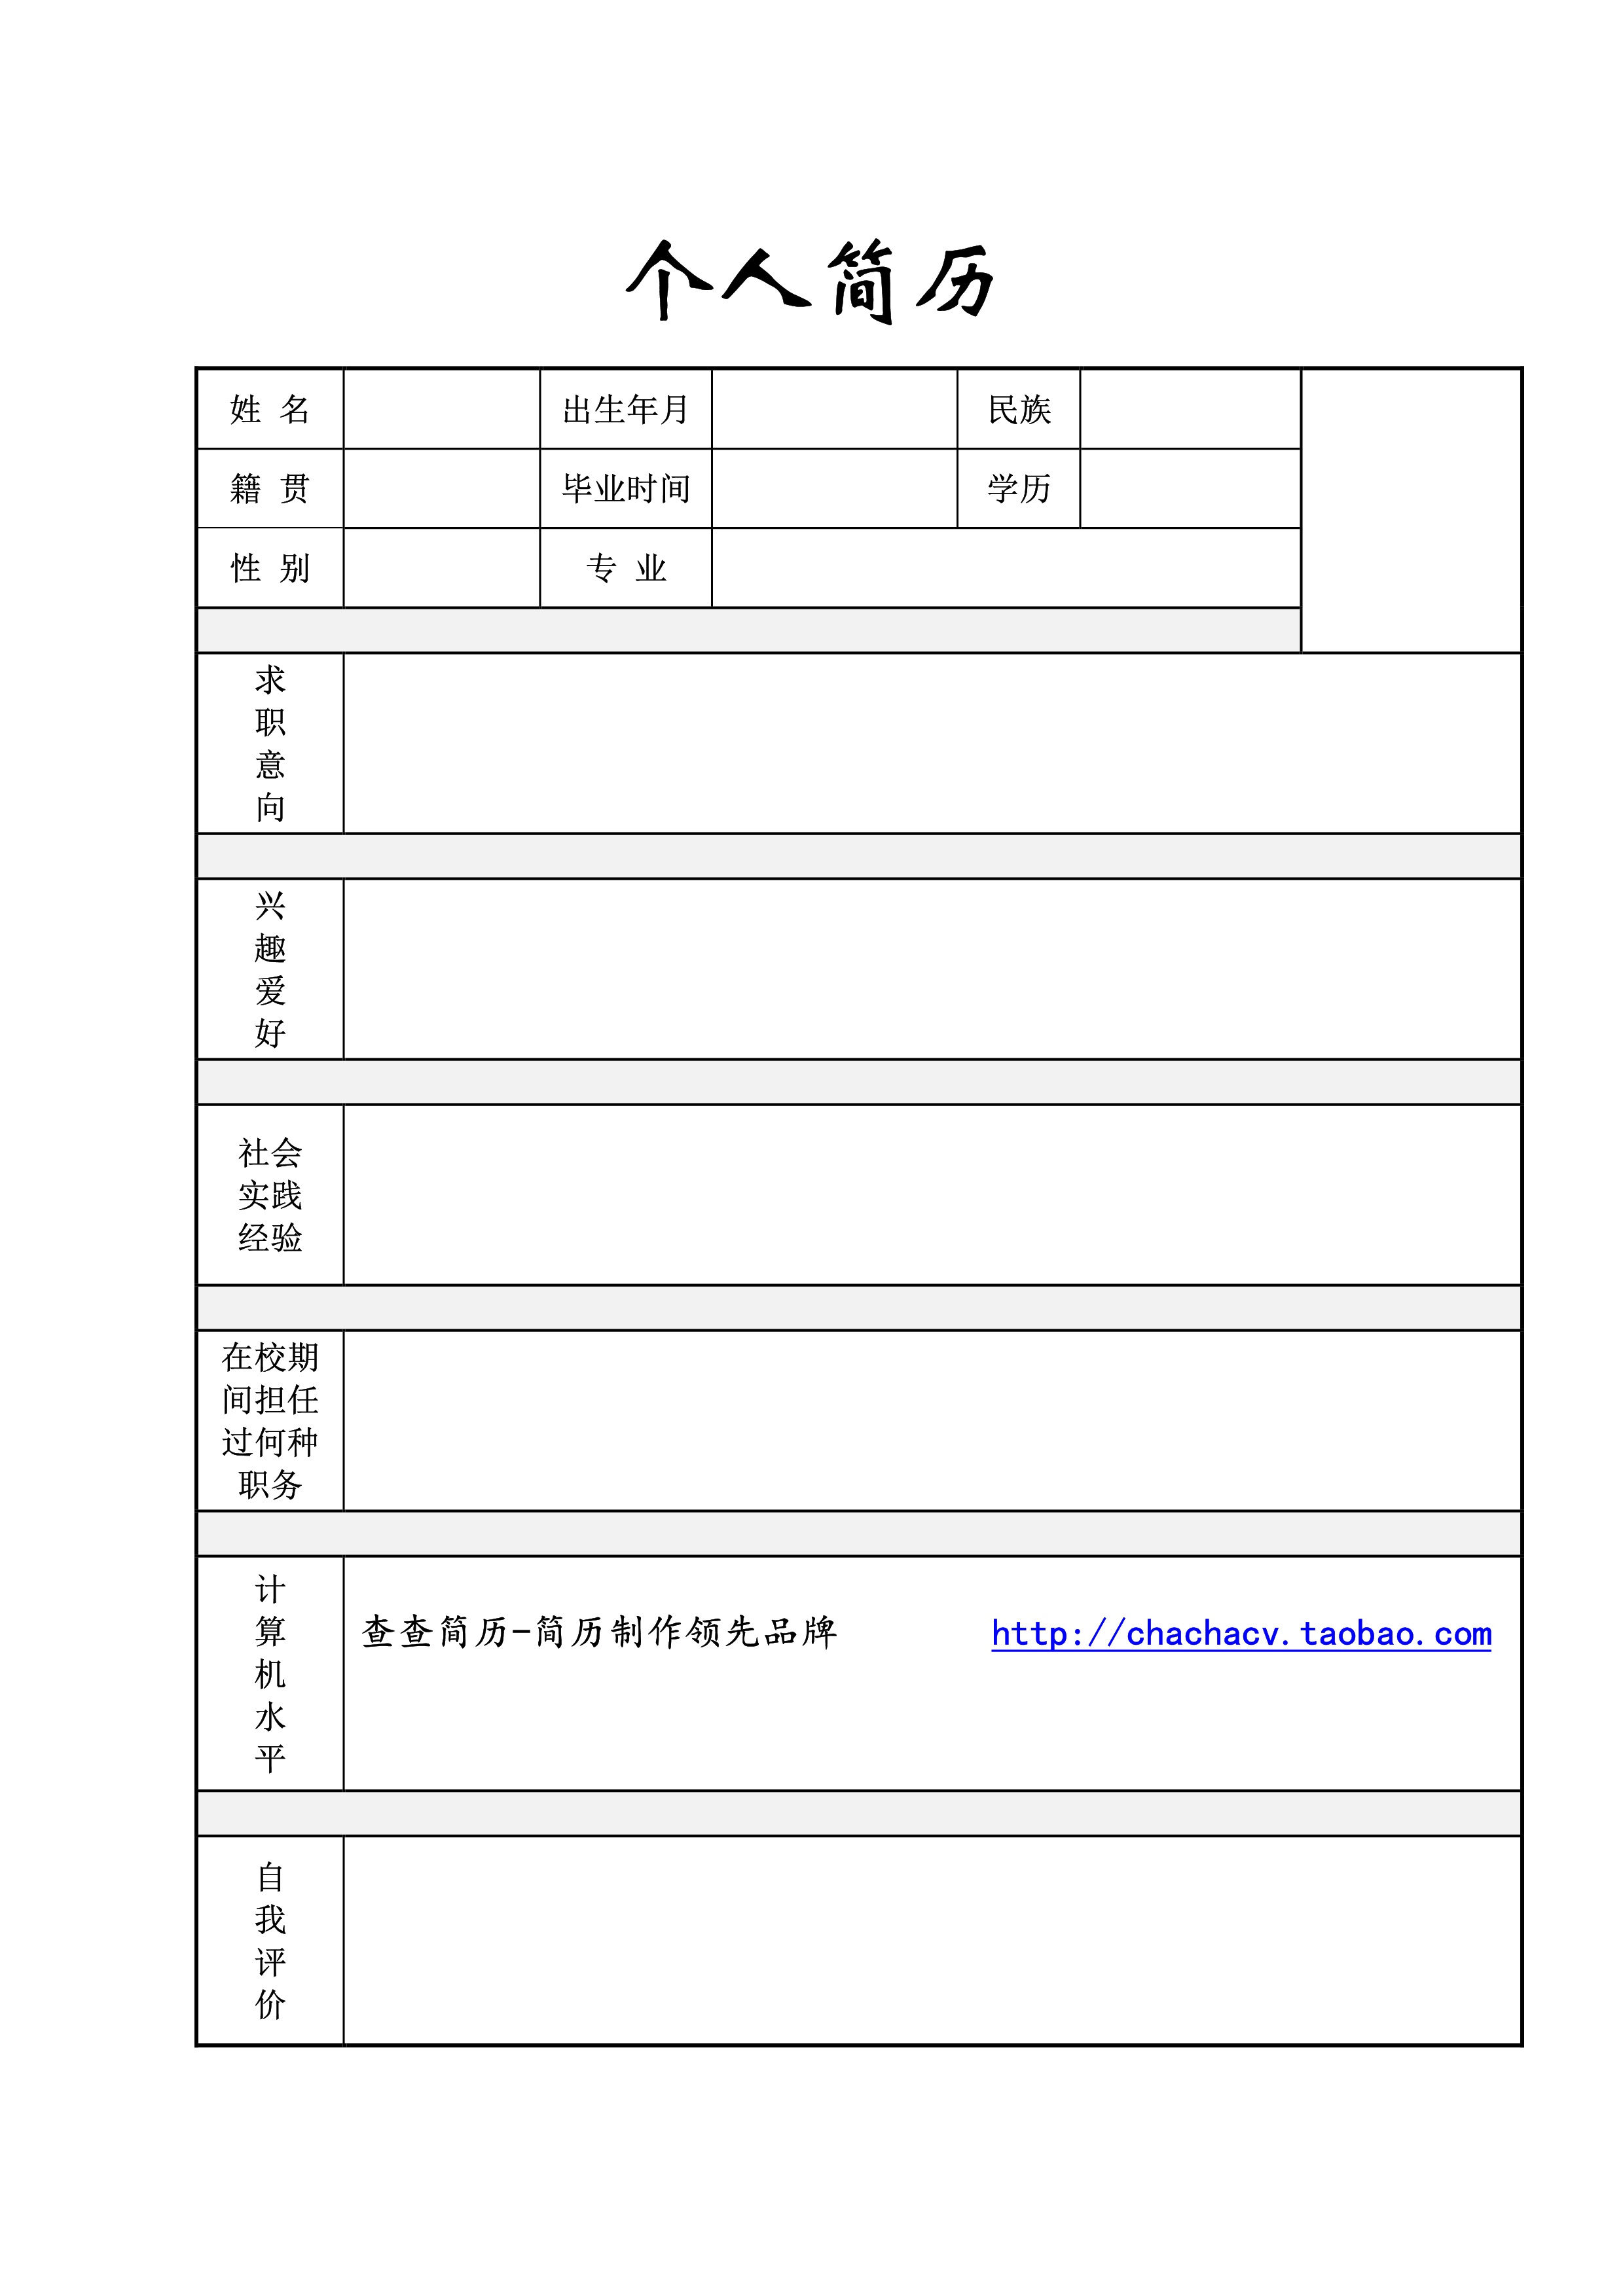 个人简历
姓 名 出生年月 民族
籍 贯 毕业时间 学历
性 别 专 业
求
职
意
向
兴
趣
爱
好
社会
实践
经验
在校期
间担任
过何种
职务
计
算
机
水
平
查查简历-简历制作领先品牌 http://chachacv.taobao.com
自
我
评
价